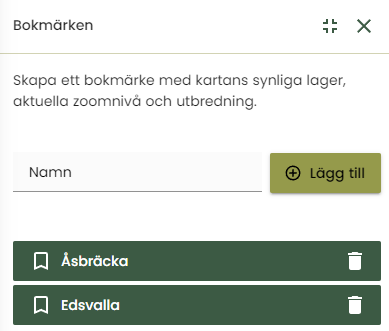 Bokmärken
Skapa ett bokmärke med kartans synliga lager,
aktuella zoomnivå och utbredning.
Namn
Lägg till
Åsbräcka
Edsvalla